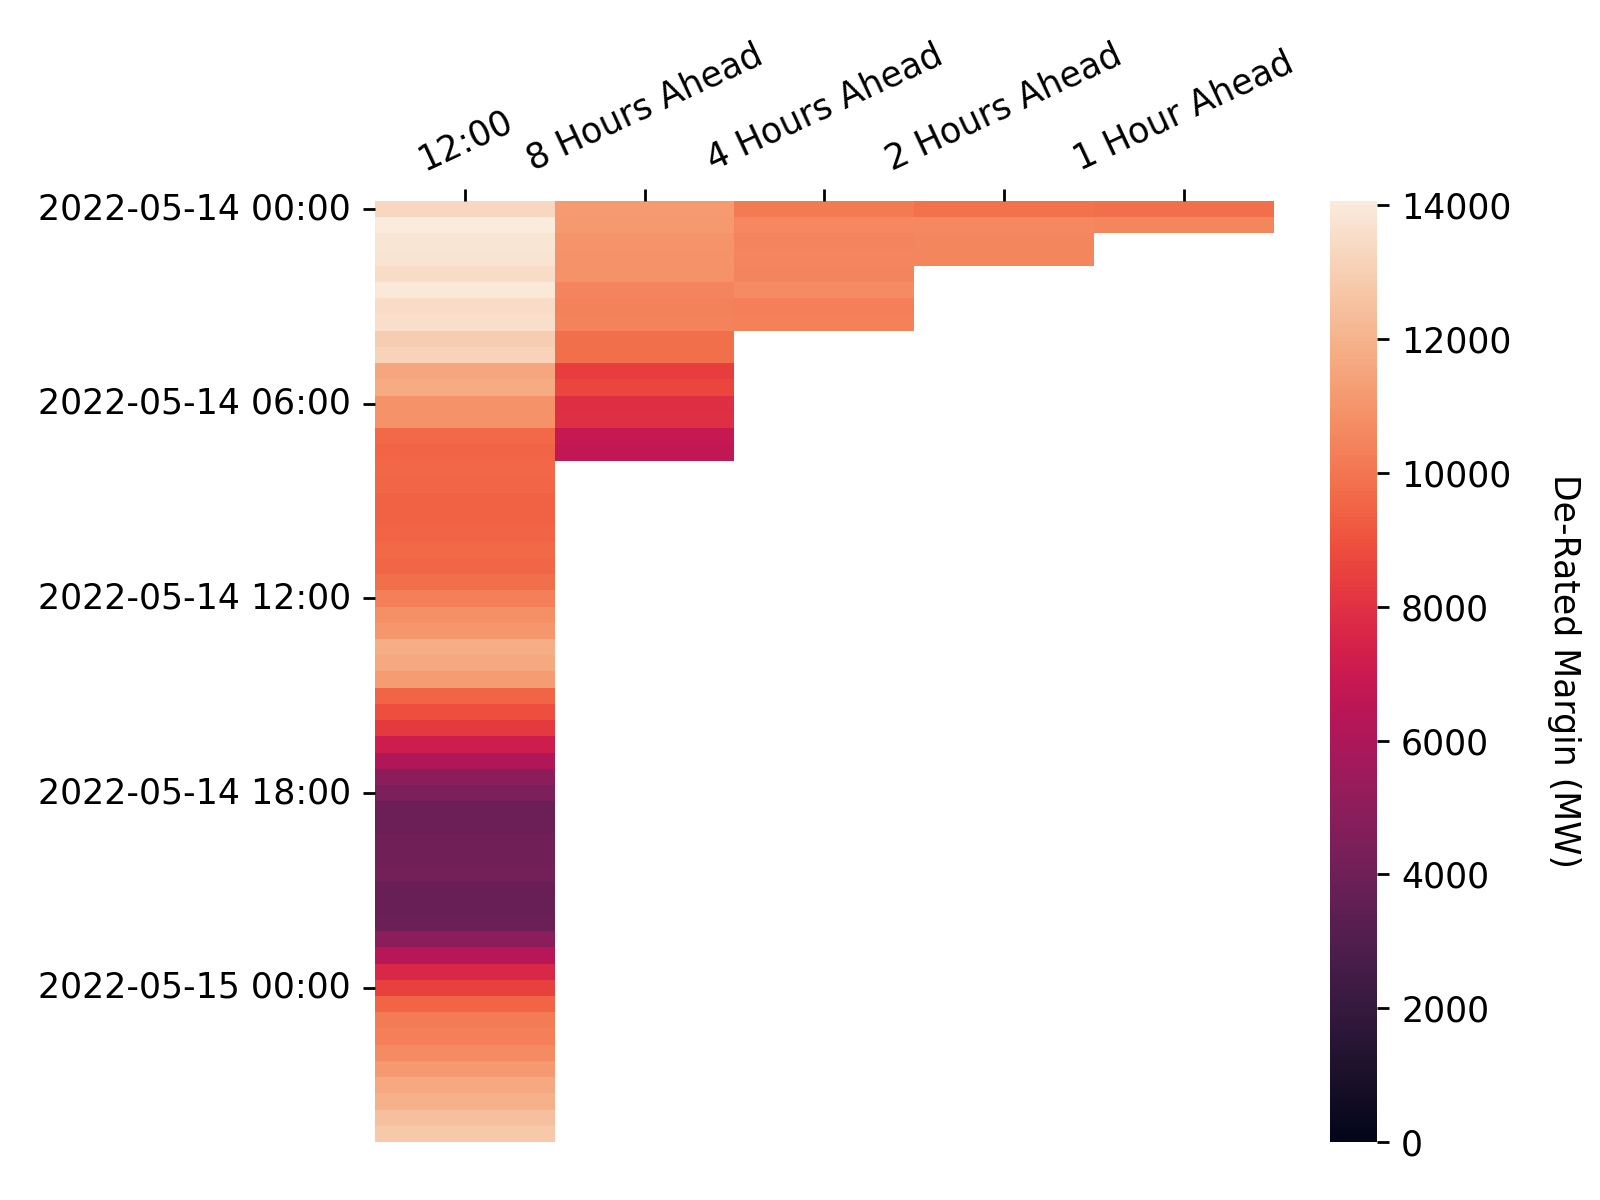 12:00
8 Hours Ahead
4 Hours Ahead
2 Hours Ahead
1 Hour Ahead
2022-05-14 00:00
2022-05-14 06:00
2022-05-14 12:00
2022-05-14 18:00
2022-05-15 00:00
14000
12000
10000
8000
6000
4000
2000
0
De-Rated Margin (MW)